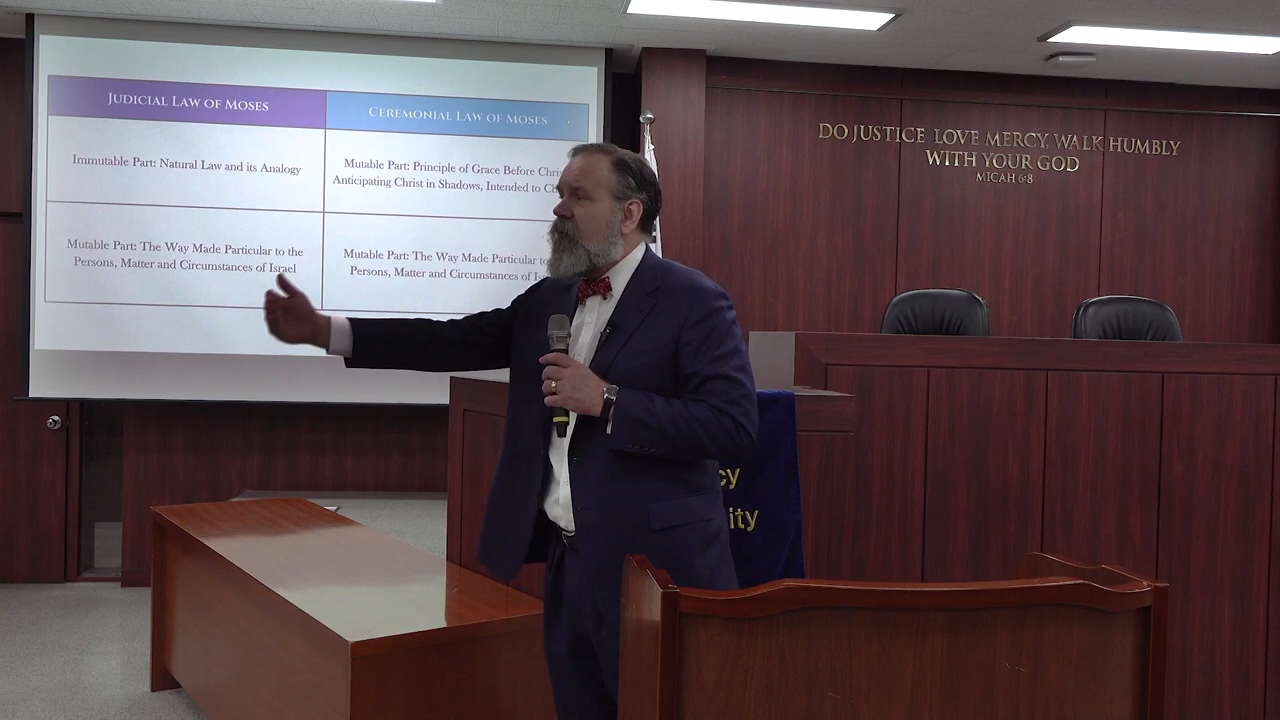 JUDICIAL LAW OF MOSES
CEREMONIAL LAW OF MOSES
Immutable Part: Natural Law and its Analogy
Mutable Part: Principle of Grace Before
Anticipating Christ in Shadows, Intended to
Mutable Part: The Way Made Particular to the
Persons, Matter and Circumstances of Israel
Mutable Part: The Way Made Particular
Persons, Matter and Circumstances of
DO JUSTICE LOVE MERCY, WALK HUMBLY
WITH YOUR GOD
MICAH 6:8
cy
ity